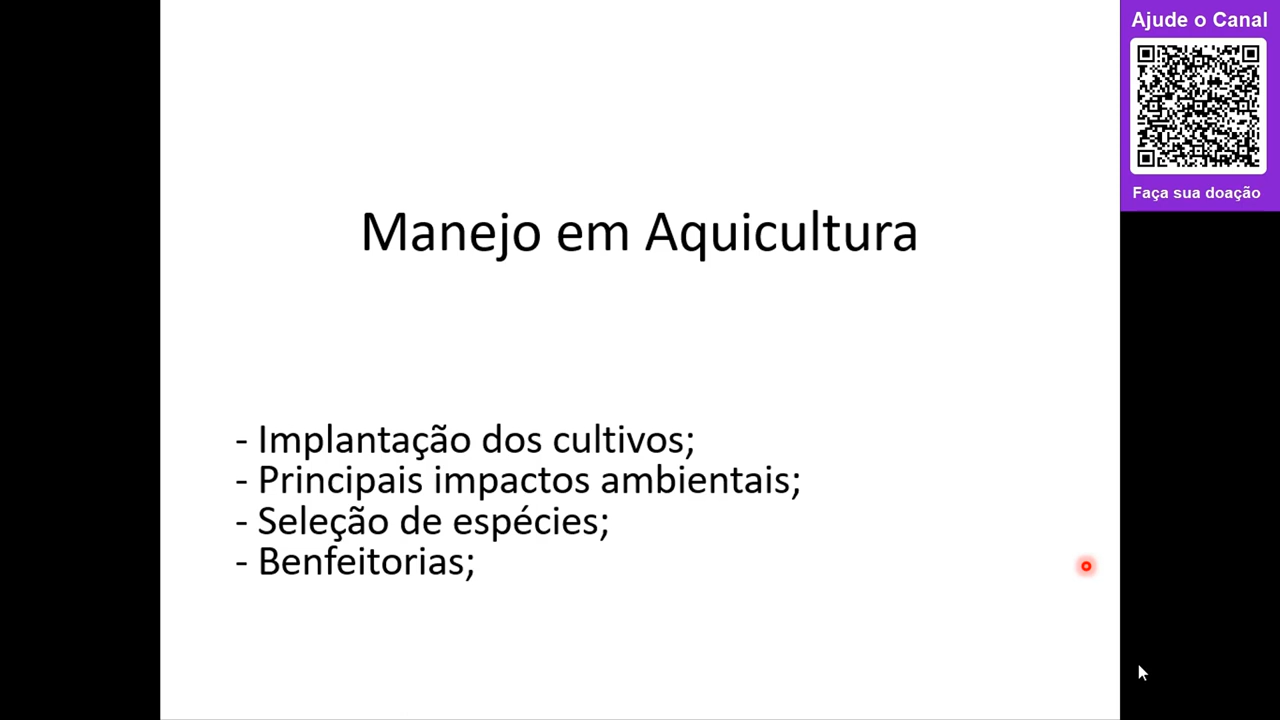 Ajude o Canal
Faça sua doação
Manejo em Aquicultura
- Implantação dos cultivos;
- Principais impactos ambientais;
- Seleção de espécies;
- Benfeitorias;